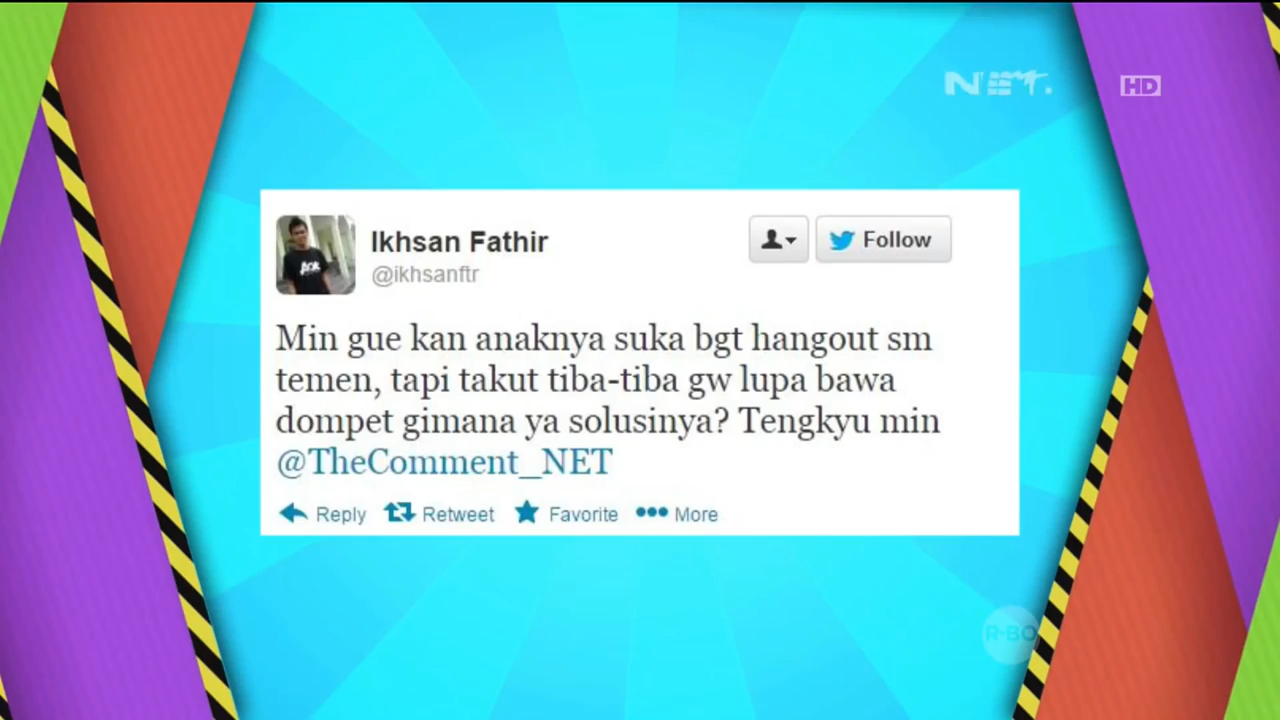 NET.
HD
Ikhsan Fathir
@ikhsanftr
Follow
Min gue kan anaknya suka bgt hangout sm
temen, tapi takut tiba-tiba gw lupa bawa
dompet gimana ya solusinya? Tengkyu min
@TheComment_NET
Reply Retweet Favorite More
R-BO